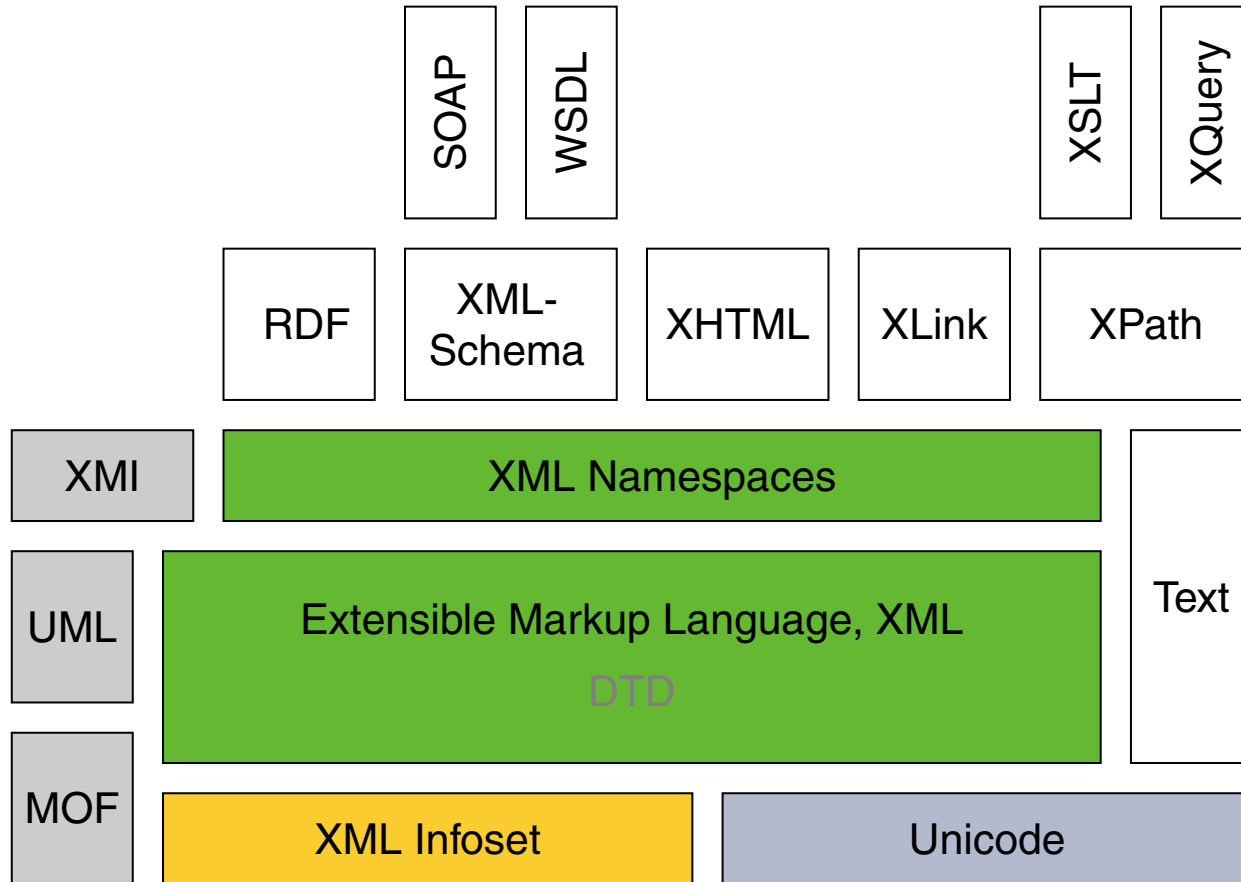 SOAP
WSDL
XSLT
XQuery
RDF
XML-
Schema
XHTML
XLink
XPath
XMI
XML Namespaces
UML
Extensible Markup Language, XML
DTD
Text
MOF
XML Infoset
Unicode